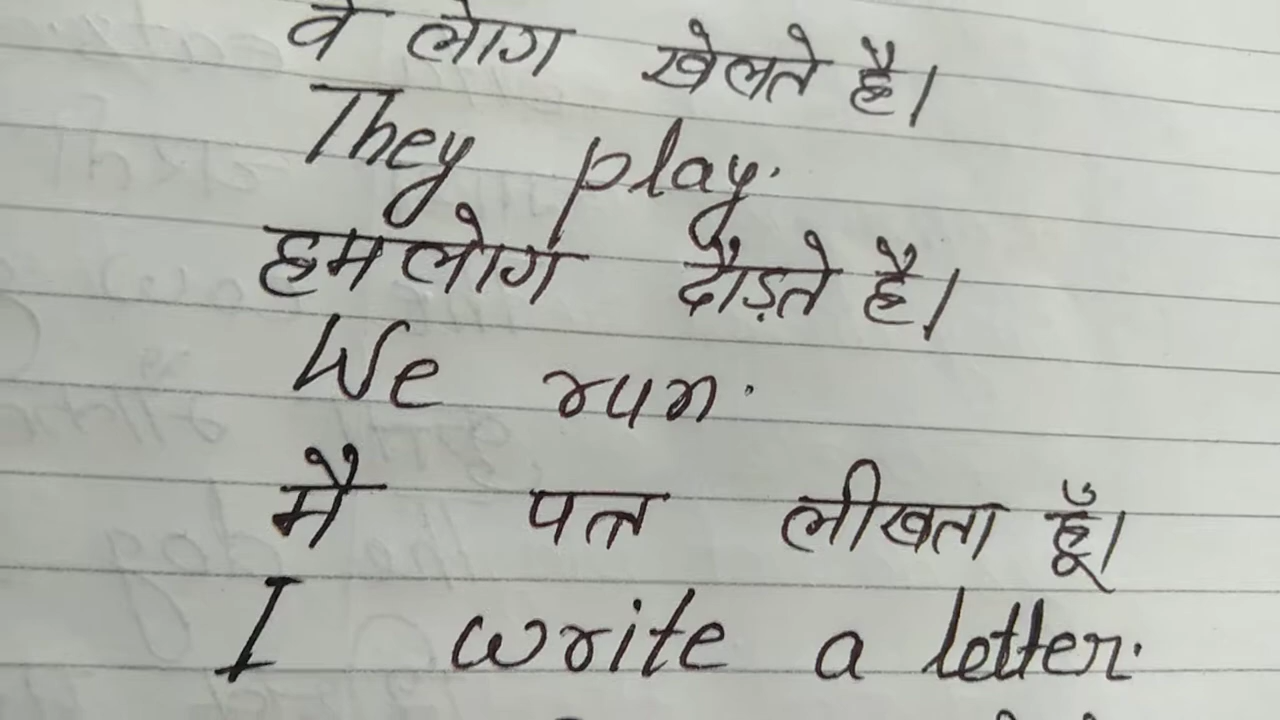 वे लोग खेलते है।
They play.
हमलोग दौड़ते है।
We run.
मै पत्र लीखता हूँ।
I write a letter.